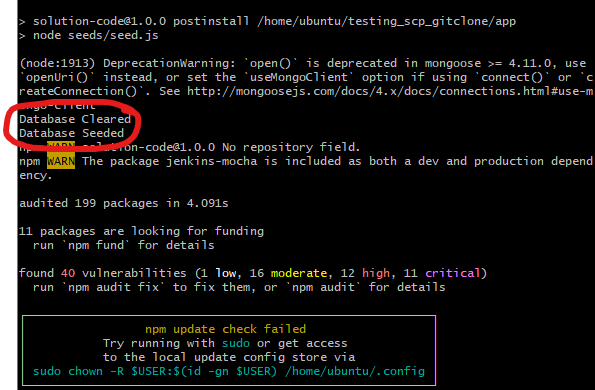 > solution-code@1.0.0 postinstall /home/ubuntu/testing_scp_gitclone/app
> node seeds/seed.js
(node:1913) DeprecationWarning: `open()` is deprecated in mongoose >= 4.11.0, use
`openUri()` instead, or set the `useMongoClient` option if using `connect()` or `c
reateConnection()`. See http://mongoosejs.com/docs/4.x/docs/connections.html#use-m
ongo-client
Database Cleared
Database Seeded
npm WARN solution-code@1.0.0 No repository field.
npm WARN The package jenkins-mocha is included as both a dev and production depend
ency.
audited 199 packages in 4.091s
11 packages are looking for funding
run `npm fund` for details
found 40 vulnerabilities (1 low, 16 moderate, 12 high, 11 critical)
run `npm audit fix` to fix them, or `npm audit` for details
npm update check failed
Try running with sudo or get access
to the local update config store via
sudo chown -R $USER:$(id -gn $USER) /home/ubuntu/.config